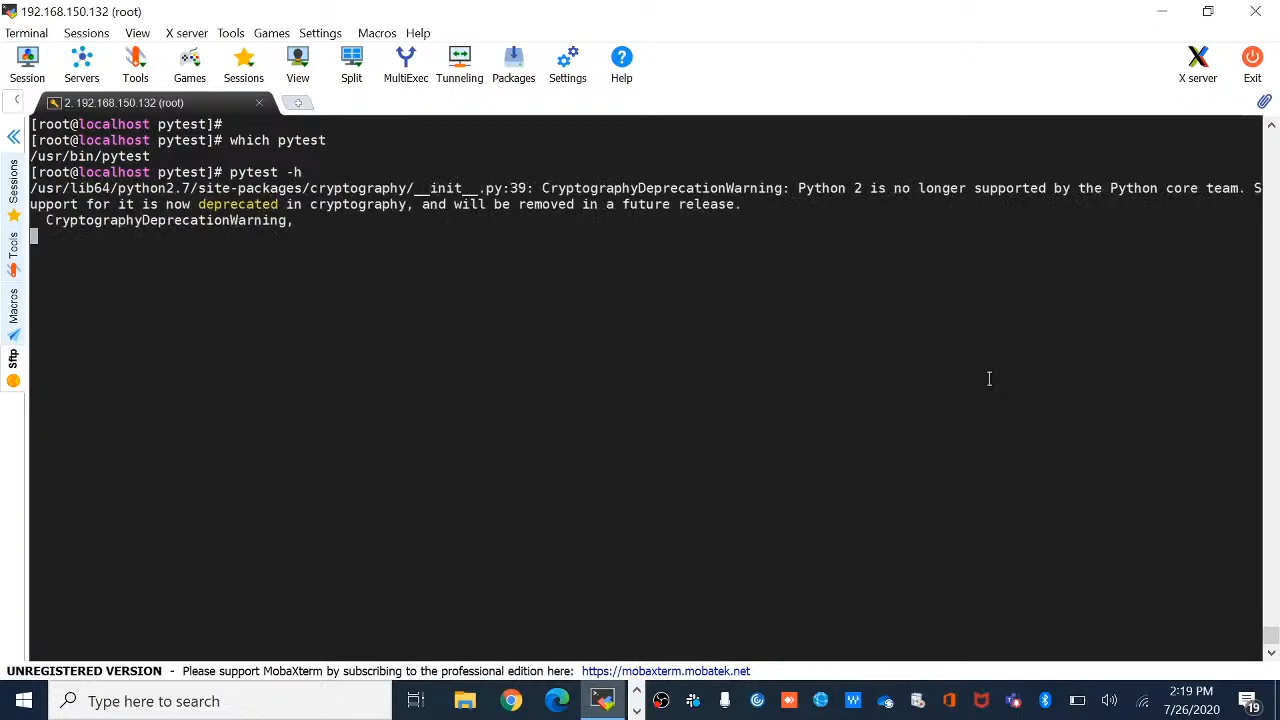 192.168.150.132 (root)
Terminal Sessions View X server Tools Games Settings Macros Help
Session Servers Tools Games Sessions View Split MultiExec Tunneling Packages Settings Help X server Exit
2. 192.168.150.132 (root)
[root@localhost pytest]#
[root@localhost pytest]# which pytest
/usr/bin/pytest
[root@localhost pytest]# pytest -h
/usr/lib64/python2.7/site-packages/cryptography/__init__.py:39: CryptographyDeprecationWarning: Python 2 is no longer supported by the Python core team. S
upport for it is now deprecated in cryptography, and will be removed in a future release.
CryptographyDeprecationWarning,
Sessions
Tools
Macros
Sftp
UNREGISTERED VERSION - Please support MobaXterm by subscribing to the professional edition here: https://mobaxterm.mobatek.net
Type here to search
2:19 PM
7/26/2020
19